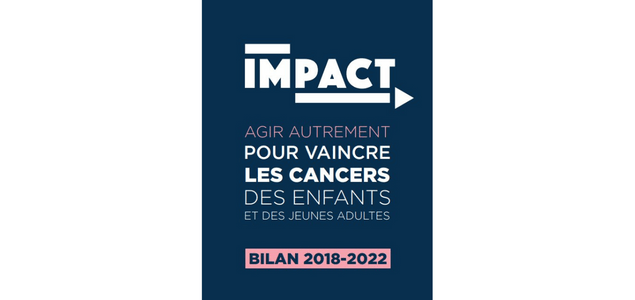 IMPACT
AGIR AUTREMENT
POUR VAINCRE
LES CANCERS
DES ENFANTS
ET DES JEUNES ADULTES
BILAN 2018-2022